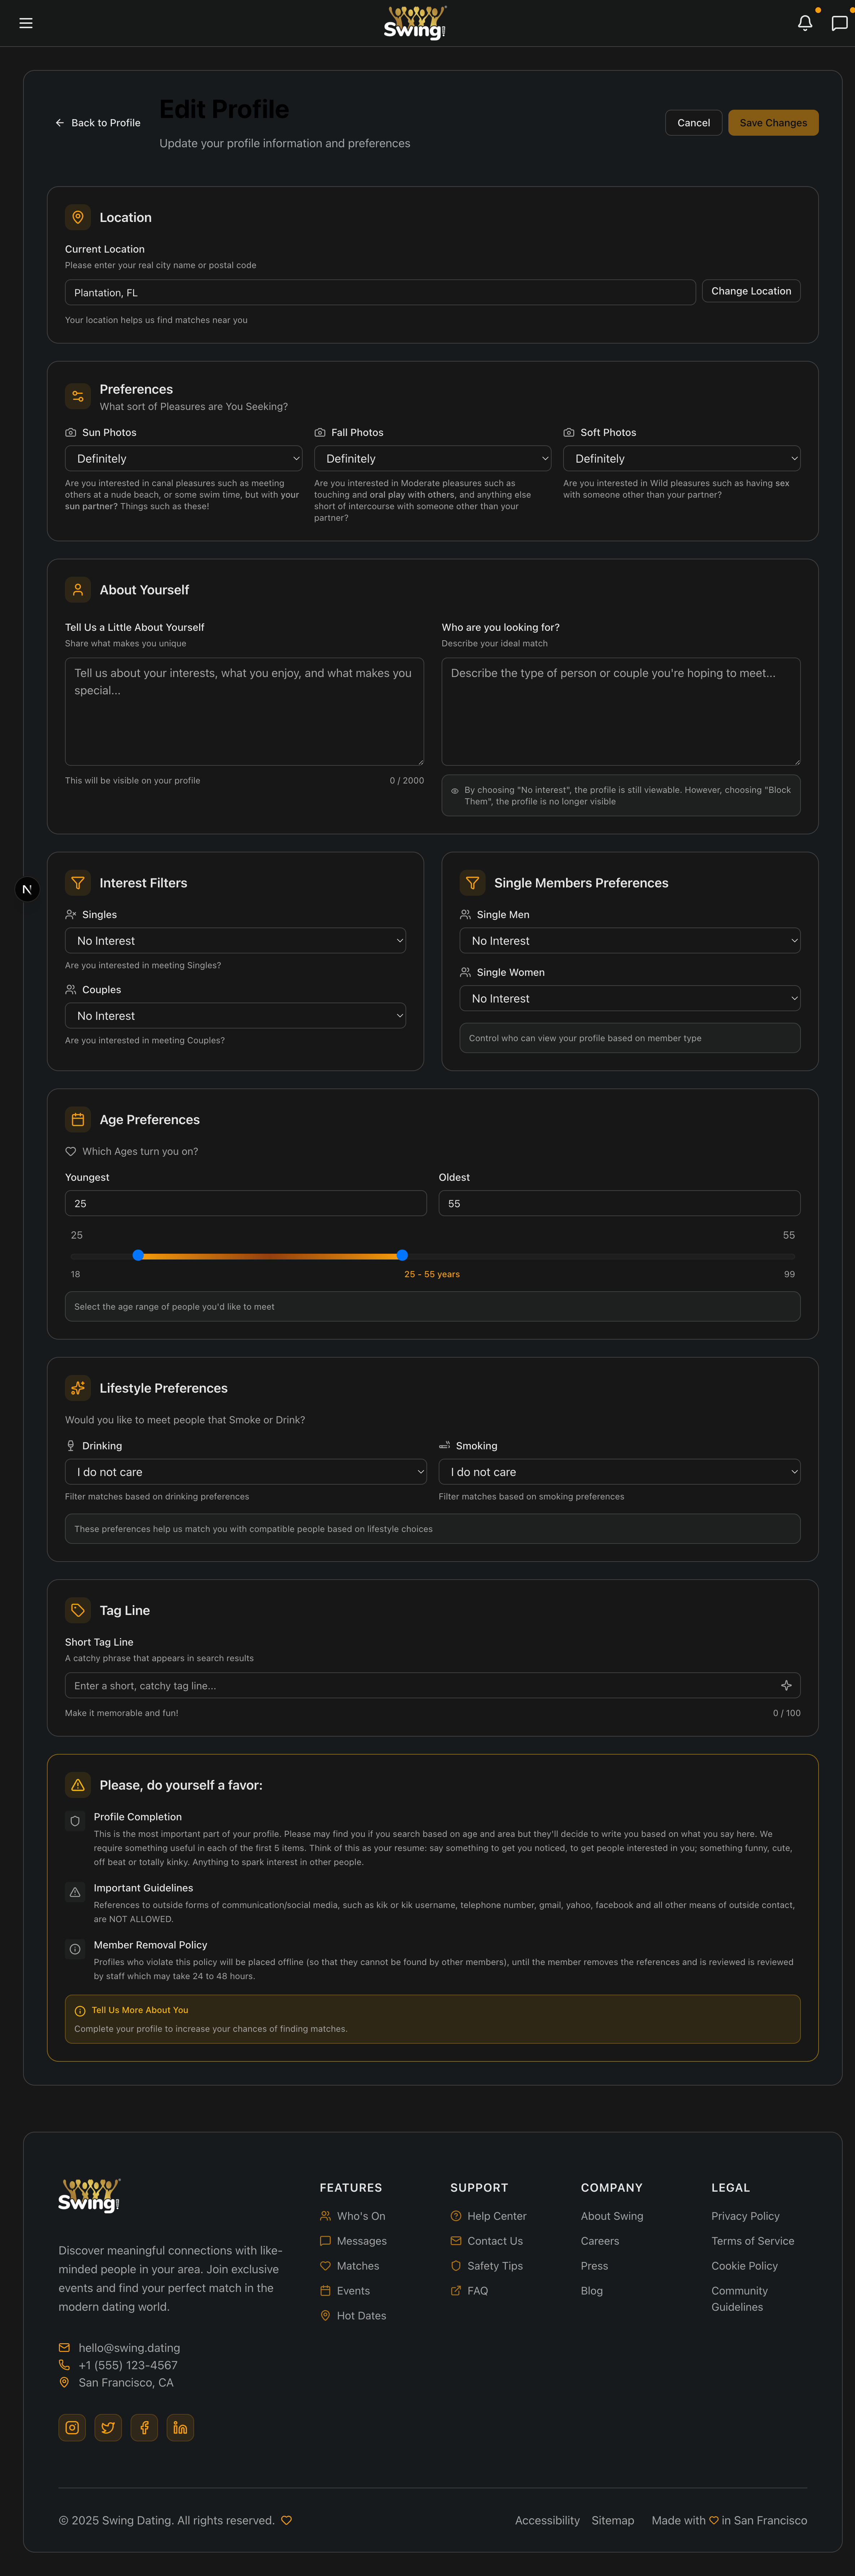 Swing!
Back to Profile
Edit Profile
Update your profile information and preferences
Cancel
Save Changes
Location
Current Location
Please enter your real city name or postal code
Plantation, FL
Change Location
Your location helps us find matches near you
Preferences
What sort of Pleasures are You Seeking?
Sun Photos
Definitely
Are you interested in canal pleasures such as meeting
others at a nude beach, or some swim time, but with your
sun partner? Things such as these!
Fall Photos
Definitely
Are you interested in Moderate pleasures such as
touching and oral play with others, and anything else
short of intercourse with someone other than your
partner?
Soft Photos
Definitely
Are you interested in Wild pleasures such as having sex
with someone other than your partner?
About Yourself
Tell Us a Little About Yourself
Share what makes you unique
Tell us about your interests, what you enjoy, and what makes you
special...
This will be visible on your profile
0 / 2000
Who are you looking for?
Describe your ideal match
Describe the type of person or couple you're hoping to meet...
By choosing "No interest", the profile is still viewable. However, choosing "Block
Them", the profile is no longer visible
N
Interest Filters
Singles
No Interest
Are you interested in meeting Singles?
Couples
No Interest
Are you interested in meeting Couples?
Single Members Preferences
Single Men
No Interest
Single Women
No Interest
Control who can view your profile based on member type
Age Preferences
Which Ages turn you on?
Youngest
25
Oldest
55
25
55
18
25 - 55 years
99
Select the age range of people you'd like to meet
Lifestyle Preferences
Would you like to meet people that Smoke or Drink?
Drinking
I do not care
Filter matches based on drinking preferences
Smoking
I do not care
Filter matches based on smoking preferences
These preferences help us match you with compatible people based on lifestyle choices
Tag Line
Short Tag Line
A catchy phrase that appears in search results
Enter a short, catchy tag line...
Make it memorable and fun!
0 / 100
Please, do yourself a favor:
Profile Completion
This is the most important part of your profile. Please may find you if you search based on age and area but they'll decide to write you based on what you say here. We
require something useful in each of the first 5 items. Think of this as your resume: say something to get you noticed, to get people interested in you; something funny, cute,
off beat or totally kinky. Anything to spark interest in other people.
Important Guidelines
References to outside forms of communication/social media, such as kik or kik username, telephone number, gmail, yahoo, facebook and all other means of outside contact,
are NOT ALLOWED.
Member Removal Policy
Profiles who violate this policy will be placed offline (so that they cannot be found by other members), until the member removes the references and is reviewed is reviewed
by staff which may take 24 to 48 hours.
Tell Us More About You
Complete your profile to increase your chances of finding matches.
Swing!
Discover meaningful connections with like-
minded people in your area. Join exclusive
events and find your perfect match in the
modern dating world.
hello@swing.dating
+1 (555) 123-4567
San Francisco, CA
FEATURES
Who's On
Messages
Matches
Events
Hot Dates
SUPPORT
Help Center
Contact Us
Safety Tips
FAQ
COMPANY
About Swing
Careers
Press
Blog
LEGAL
Privacy Policy
Terms of Service
Cookie Policy
Community
Guidelines
© 2025 Swing Dating. All rights reserved.
Accessibility
Sitemap
Made with
in San Francisco